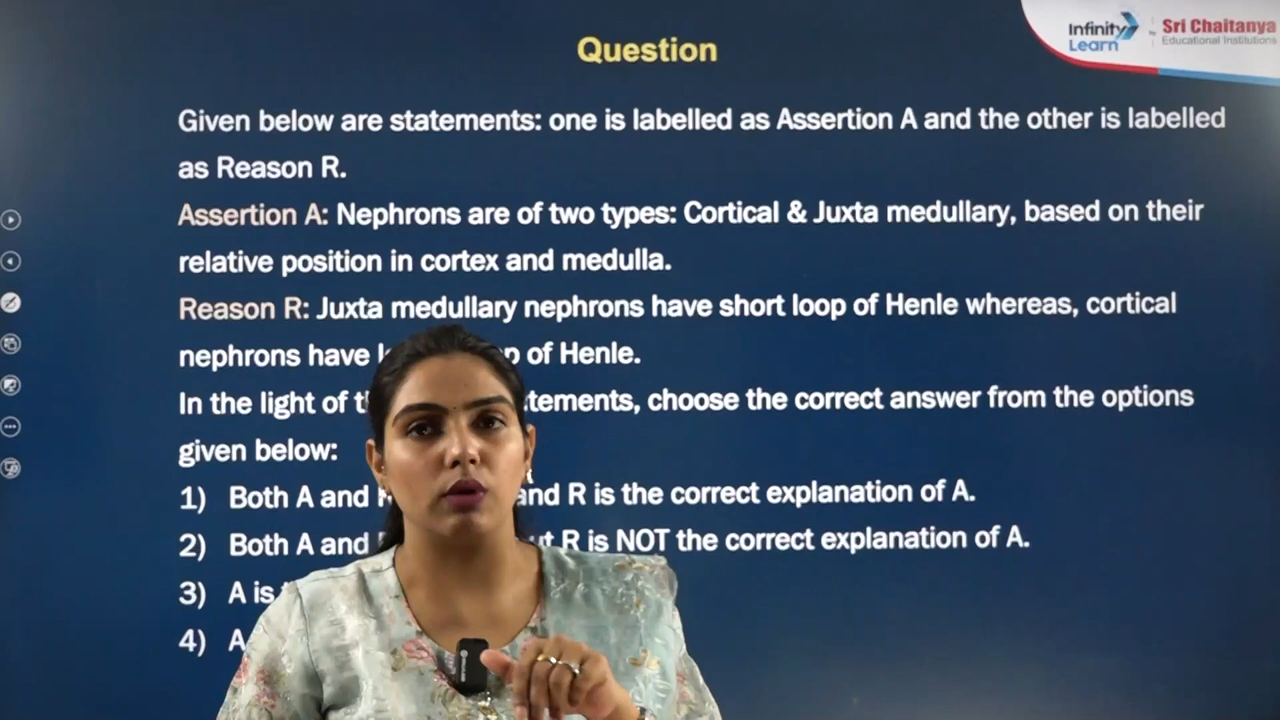 Infinity
Learn
by
Sri Chaitanya
Educational Institutions
Question
Given below are statements: one is labelled as Assertion A and the other is labelled
as Reason R.
Assertion A: Nephrons are of two types: Cortical & Juxta medullary, based on their
relative position in cortex and medulla.
Reason R: Juxta medullary nephrons have short loop of Henle whereas, cortical
nephrons have of Henle.
In the light of choose the correct answer from the options
given below:
1) Both A and and R is the correct explanation of A.
2) Both A and R is NOT the correct explanation of A.
3) A is
4) A